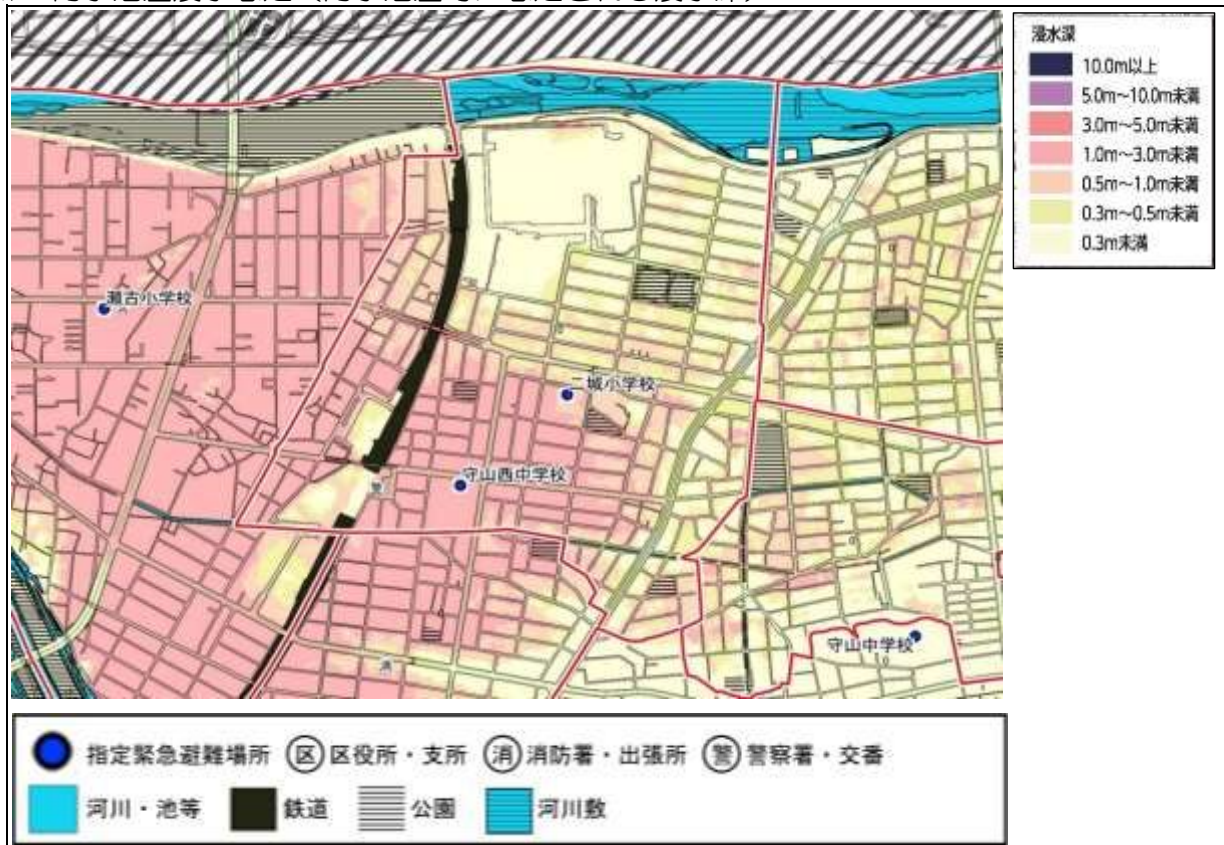 浸水深
10.0m以上
5.0m～10.0m未満
3.0m～5.0m未満
1.0m～3.0m未満
0.5m～1.0m未満
0.3m～0.5m未満
0.3m未満
瀬古小学校
二城小学校
守山西中学校
守山中学校
指定緊急避難場所 区 区役所・支所 消 消防署・出張所 警 警察署・交番
河川・池等 鉄道 公園 河川敷